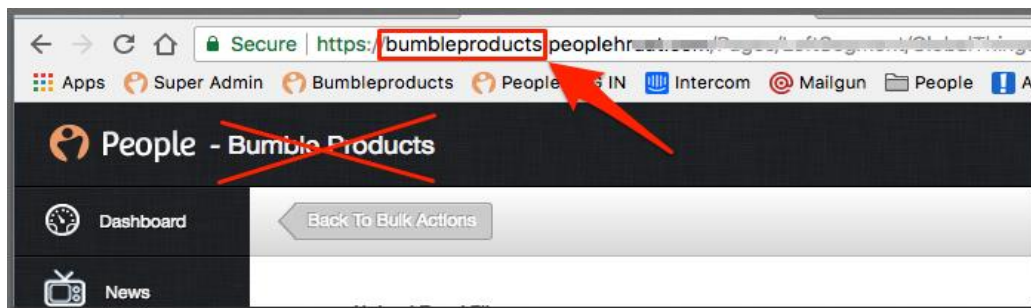 Secure | https://bumbleproducts.peoplehr
Apps Super Admin Bumbleproducts People IN Intercom Mailgun People A
People - Bumble Products
Dashboard
Back To Bulk Actions
News